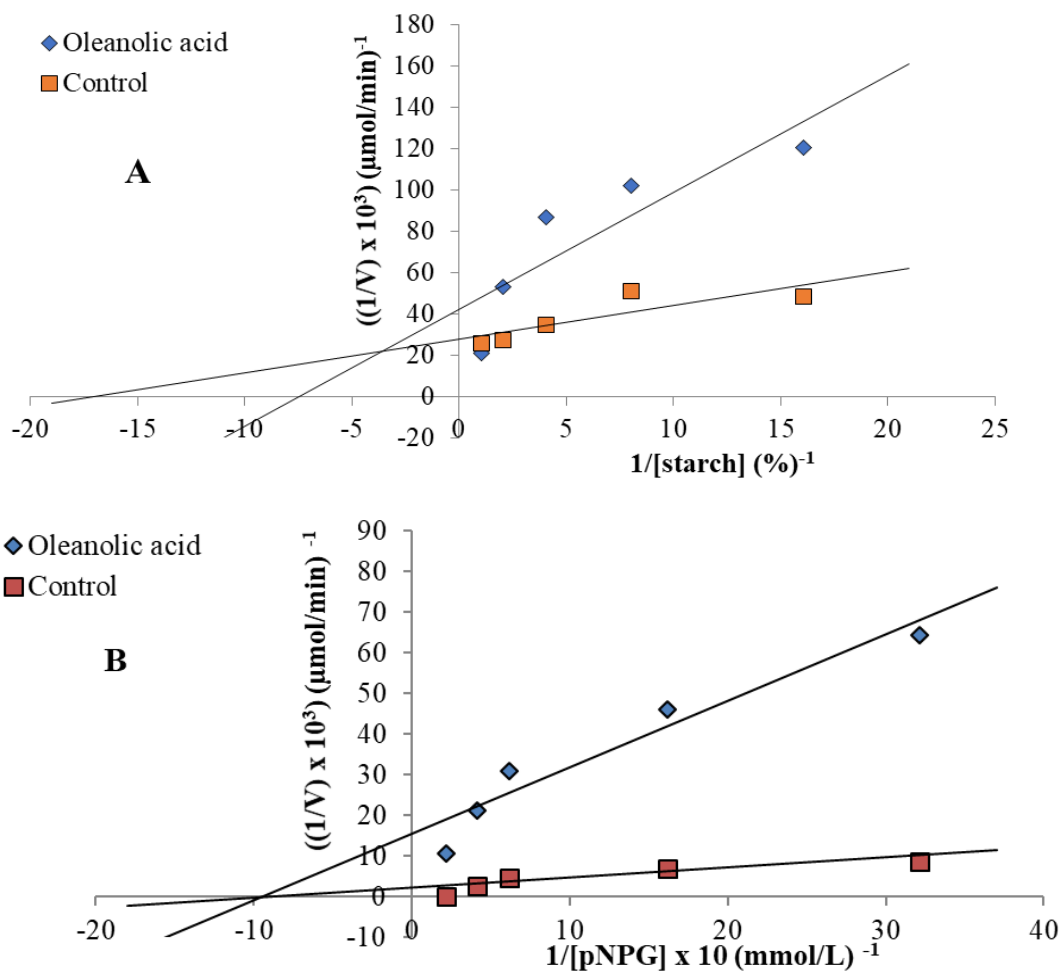 Oleanolic acid
Control
A
((1/V) x 10³) (µmol/min)⁻¹
180
160
140
120
100
80
60
40
20
0
-20
-20 -15 -10 -5 0 5 10 15 20 25
1/[starch] (%)⁻¹
Oleanolic acid
Control
B
((1/V) x 10³) (µmol/min) ⁻¹
90
80
70
60
50
40
30
20
10
0
-10
-20 -10 0 10 20 30 40
1/[pNPG] x 10 (mmol/L) ⁻¹